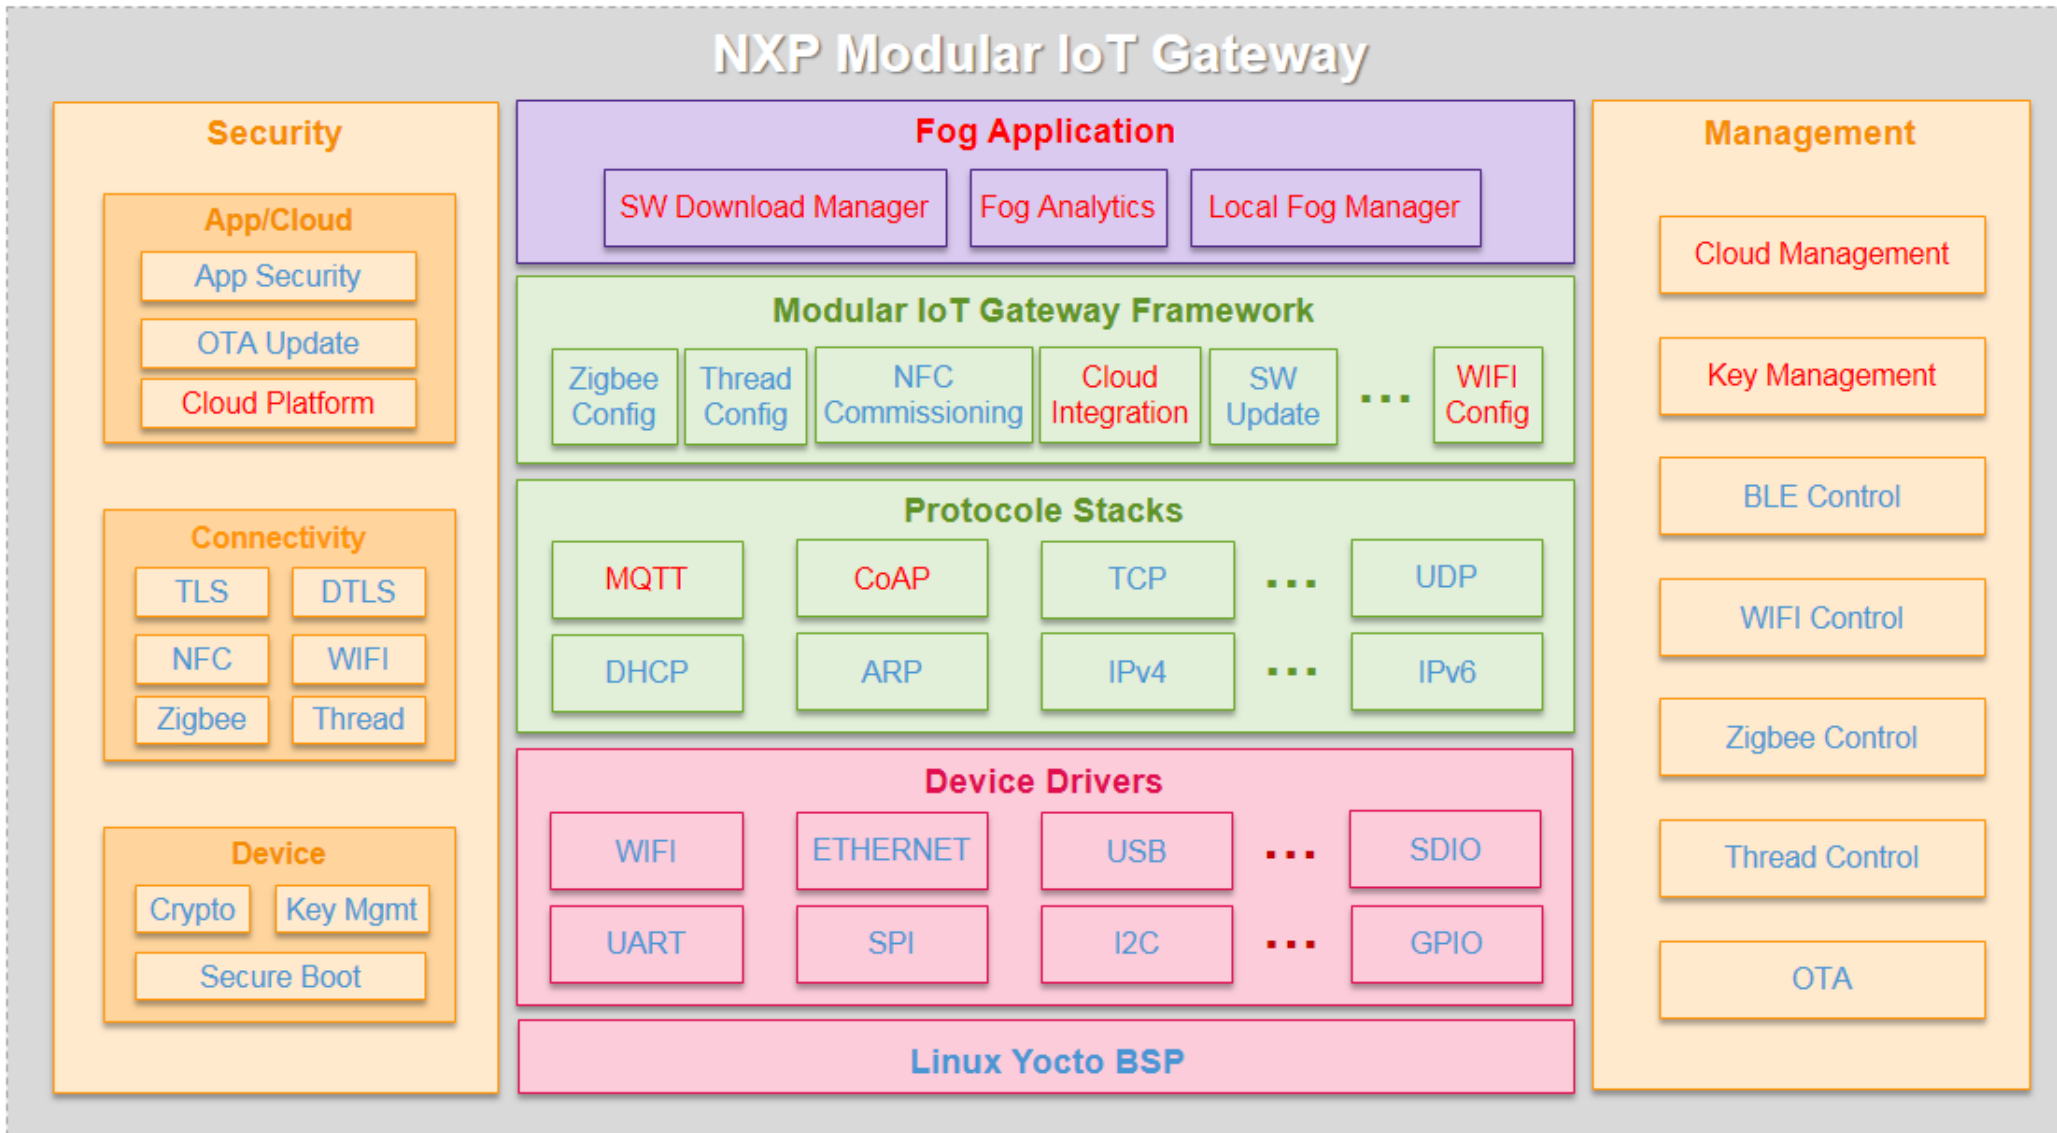 NXP Modular IoT Gateway
Security
App/Cloud
App Security
OTA Update
Cloud Platform
Connectivity
TLS DTLS
NFC WIFI
Zigbee Thread
Device
Crypto Key Mgmt
Secure Boot
Fog Application
SW Download Manager Fog Analytics Local Fog Manager
Modular IoT Gateway Framework
Zigbee Thread NFC Cloud SW ... WIFI
Config Config Commissioning Integration Update Config
Protocole Stacks
MQTT CoAP TCP ... UDP
DHCP ARP IPv4 ... IPv6
Device Drivers
WIFI ETHERNET USB ... SDIO
UART SPI I2C ... GPIO
Linux Yocto BSP
Management
Cloud Management
Key Management
BLE Control
WIFI Control
Zigbee Control
Thread Control
OTA